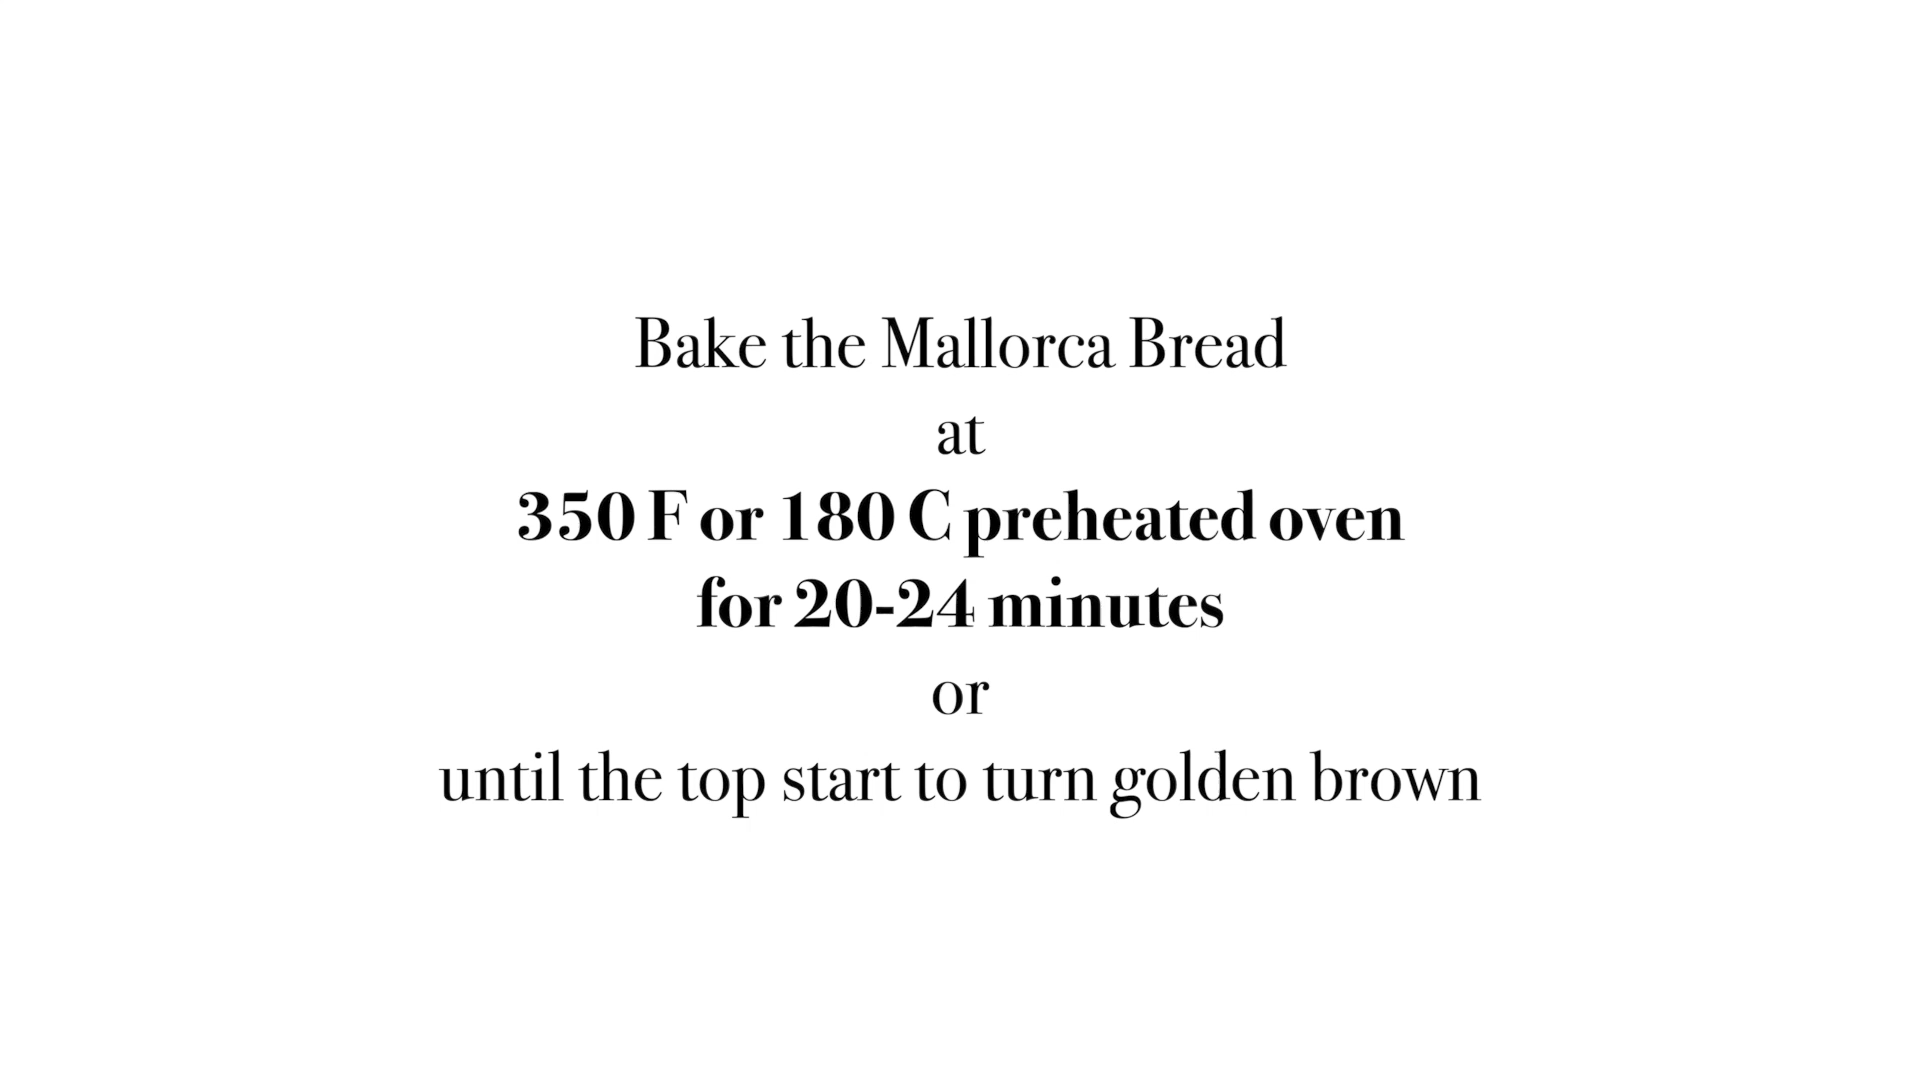 Bake the Mallorca Bread
at
350 F or 180 C preheated oven
for 20-24 minutes
or
until the top start to turn golden brown